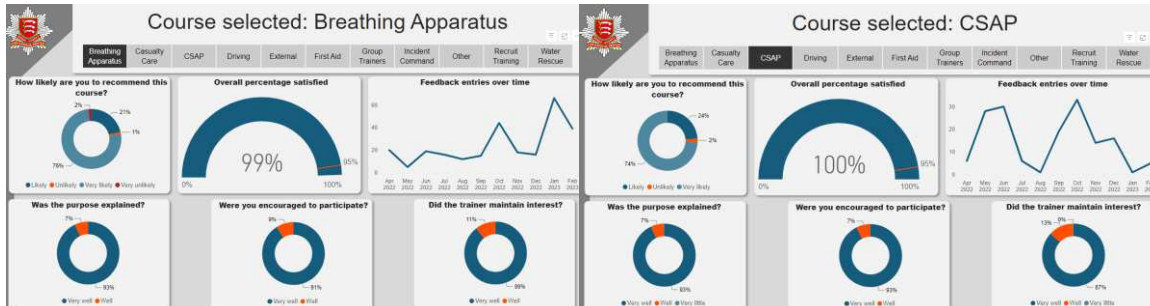 Course selected: Breathing Apparatus
Breathing Apparatus
Casualty Care
CSAP
Driving
External
First Aid
Group Trainers
Incident Command
Other
Recruit Training
Water Rescue
How likely are you to recommend this course?
2%
21%
1%
76%
Likely Unlikely Very likely Very unlikely
Overall percentage satisfied
99%
95%
0% 100%
Feedback entries over time
60
40
20
0
Apr 2022 May 2022 Jun 2022 Jul 2022 Aug 2022 Sep 2022 Oct 2022 Nov 2022 Dec 2022 Jan 2023 Feb 2023
Was the purpose explained?
7%
93%
Very well Well
Were you encouraged to participate?
9%
91%
Very well Well
Did the trainer maintain interest?
11%
89%
Very well Well
Course selected: CSAP
Breathing Apparatus
Casualty Care
CSAP
Driving
External
First Aid
Group Trainers
Incident Command
Other
Recruit Training
Water Rescue
How likely are you to recommend this course?
24%
2%
74%
Likely Unlikely Very likely
Overall percentage satisfied
100%
95%
0% 100%
Feedback entries over time
30
20
10
0
Apr 2022 May 2022 Jun 2022 Jul 2022 Aug 2022 Sep 2022 Oct 2022 Nov 2022 Dec 2022 Jan 2023
Was the purpose explained?
7%
93%
Very well Well Very little
Were you encouraged to participate?
7%
93%
Very well Well
Did the trainer maintain interest?
13%
0%
87%
Very well Well Very little